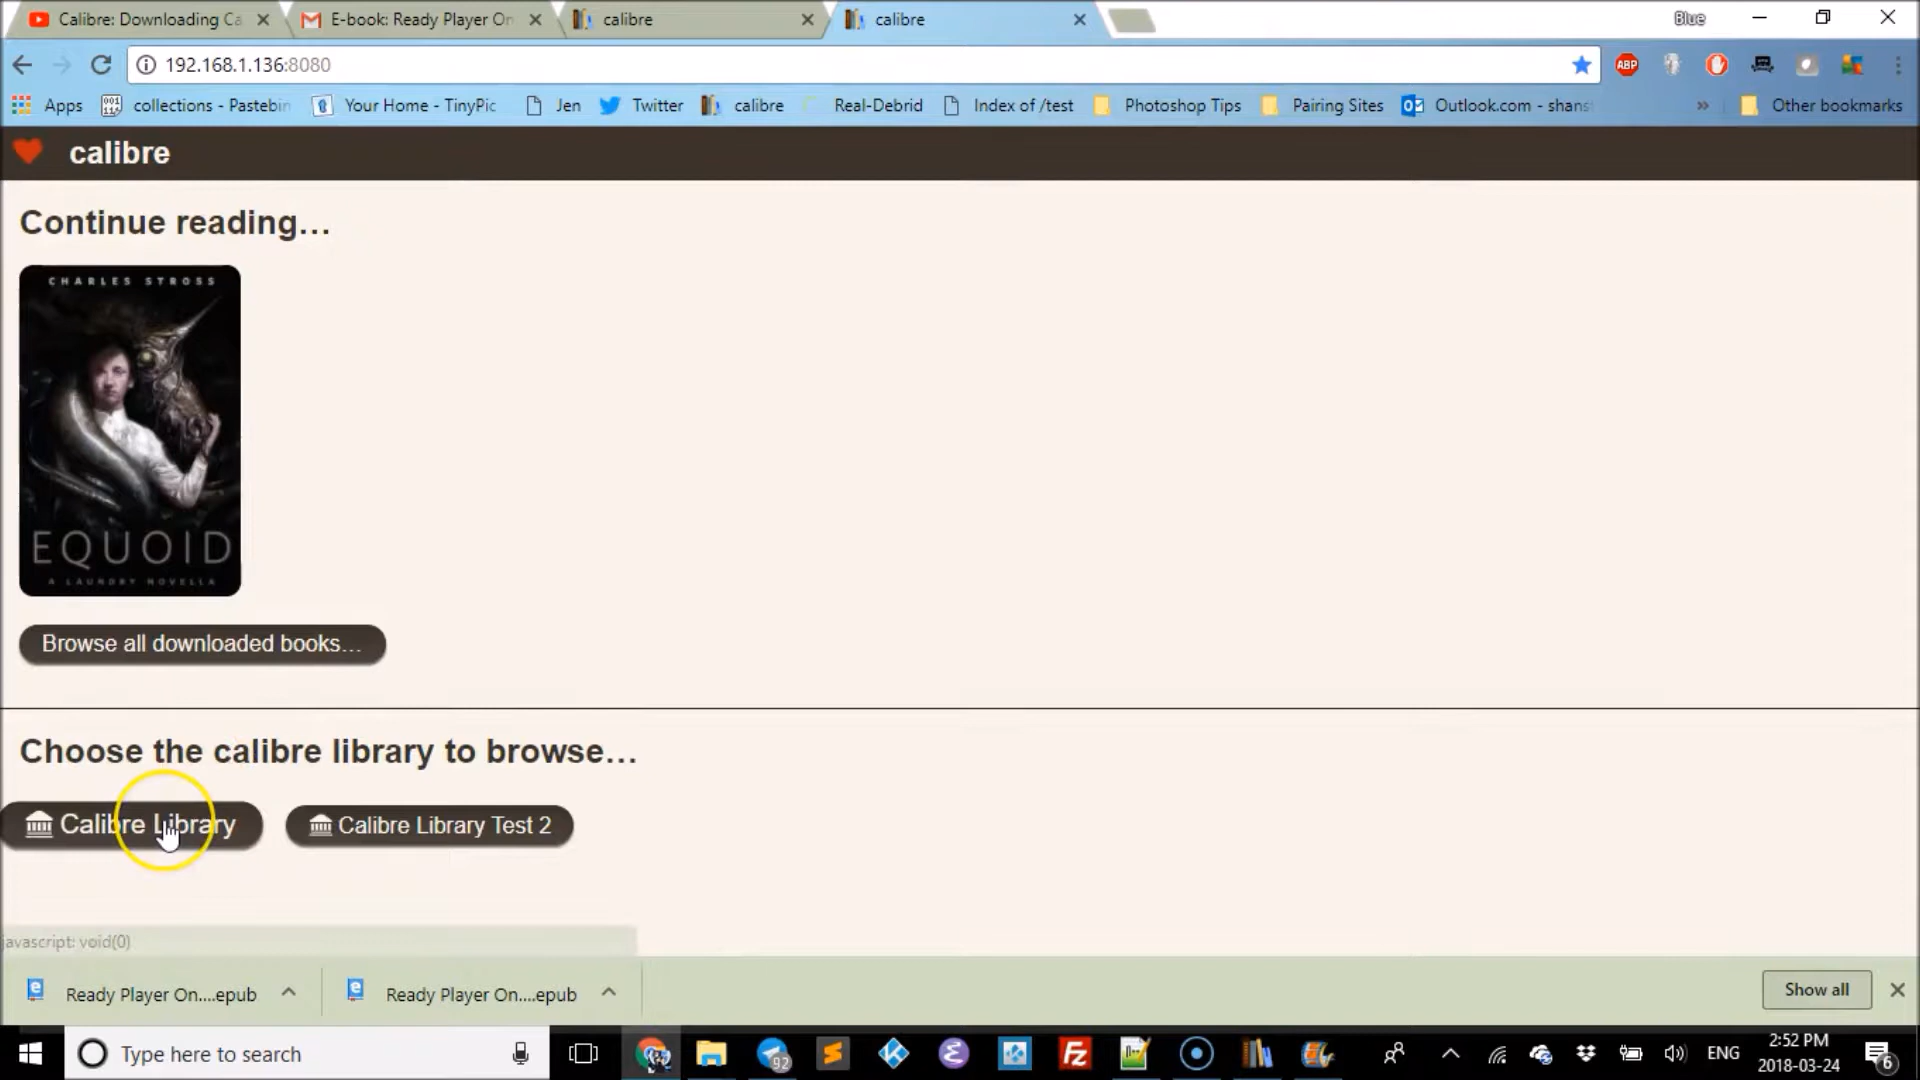 Calibre: Downloading Ca
E-book: Ready Player On
calibre
calibre
Blue
192.168.1.136:8080
ABP
Apps
collections - Pastebin
Your Home - TinyPic
Jen
Twitter
calibre
Real-Debrid
Index of /test
Photoshop Tips
Pairing Sites
Outlook.com - shans
»
Other bookmarks
calibre
Continue reading…
CHARLES STROSS
EQUOID
A LAUNDRY NOVELLA
Browse all downloaded books…
Choose the calibre library to browse…
Calibre Library
Calibre Library Test 2
javascript: void(0)
Ready Player On....epub
Ready Player On....epub
Show all
Type here to search
92
ENG
2:52 PM
2018-03-24
6